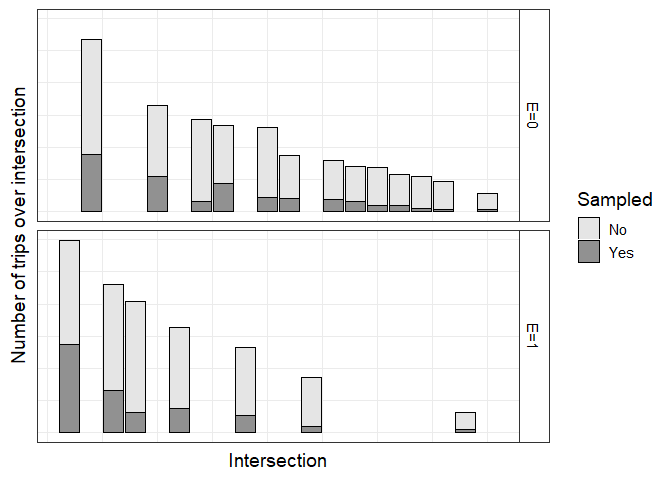 Number of trips over intersection
E=0
E=1
Intersection
Sampled
No
Yes